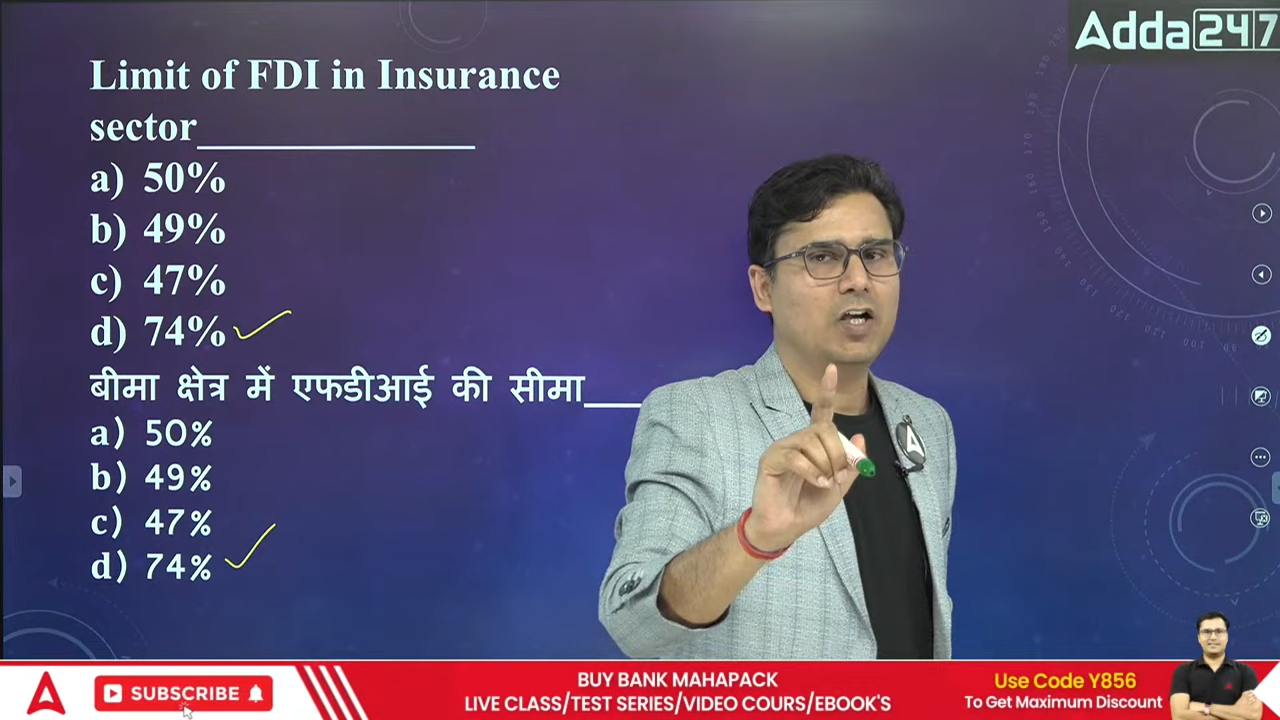 Adda247
Limit of FDI in Insurance
sector
a) 50%
b) 49%
c) 47%
d) 74%
बीमा क्षेत्र में एफडीआई की सीमा
a) 50%
b) 49%
c) 47%
d) 74%
SUBSCRIBE
BUY BANK MAHAPACK
LIVE CLASS/TEST SERIES/VIDEO COURS/EBOOK'S
Use Code Y856
To Get Maximum Discount